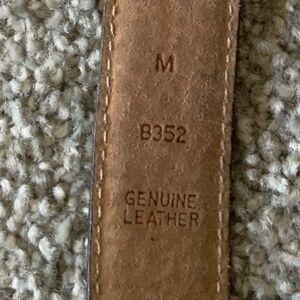 M
B352
GENUINE
LEATHER